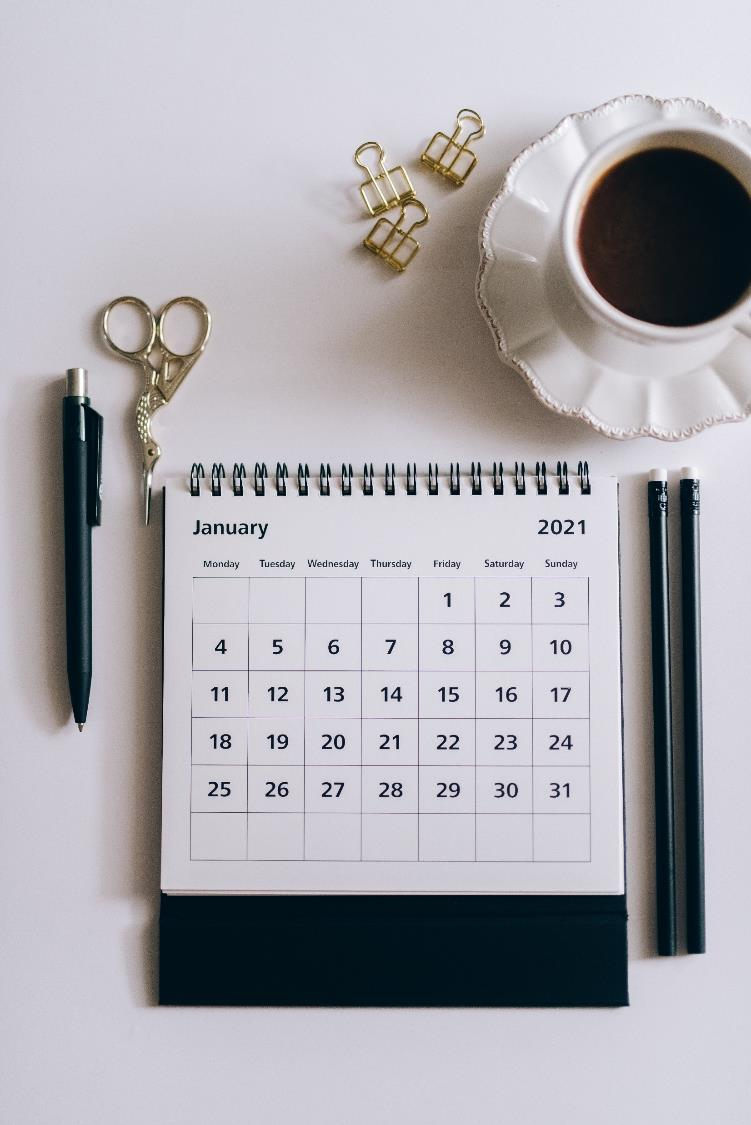 January 2021
Monday Tuesday Wednesday Thursday Friday Saturday Sunday
1 2 3
4 5 6 7 8 9 10
11 12 13 14 15 16 17
18 19 20 21 22 23 24
25 26 27 28 29 30 31